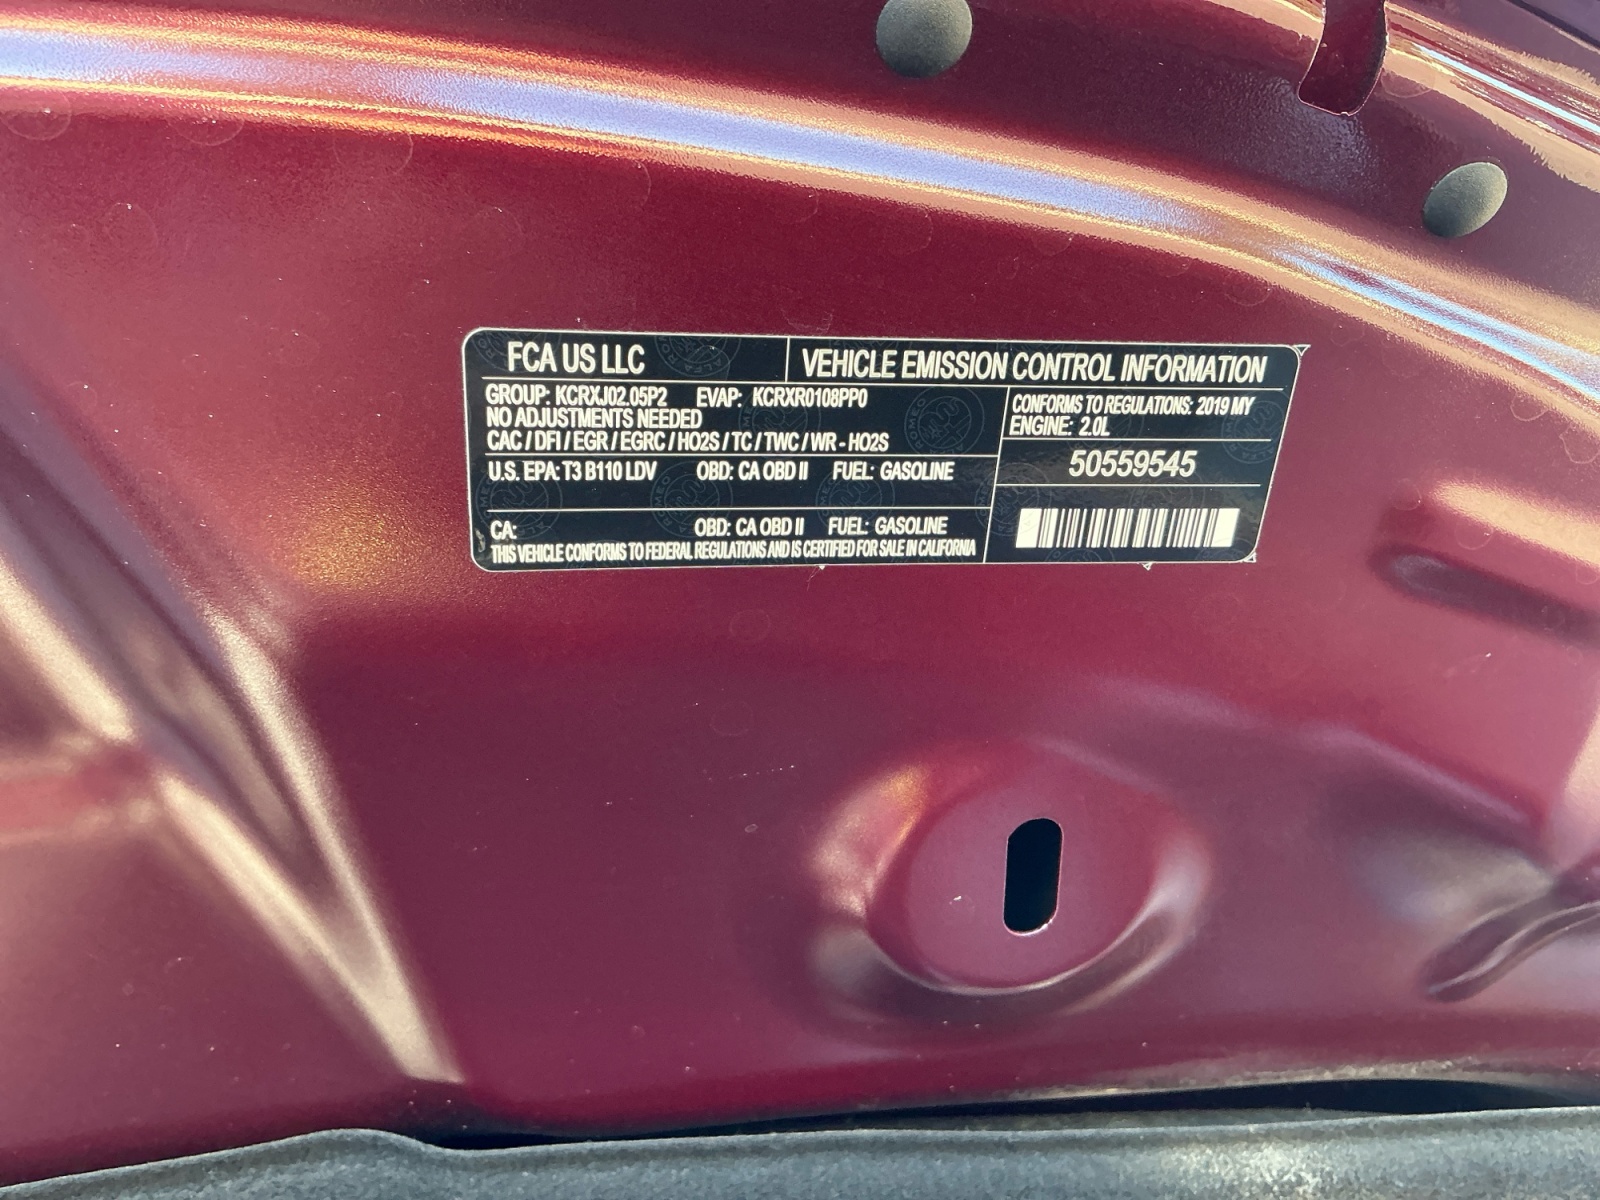 FCA US LLC
VEHICLE EMISSION CONTROL INFORMATION
GROUP: KCRXJ02.05P2 EVAP: KCRXR0108PP0
NO ADJUSTMENTS NEEDED
CAC / DFI / EGR / EGRC / HO2S / TC / TWC / WR - HO2S
U.S. EPA: T3 B110 LDV OBD: CA OBD II FUEL: GASOLINE
CA: OBD: CA OBD II FUEL: GASOLINE
THIS VEHICLE CONFORMS TO FEDERAL REGULATIONS AND IS CERTIFIED FOR SALE IN CALIFORNIA
CONFORMS TO REGULATIONS: 2019 MY
ENGINE: 2.0L
50559545